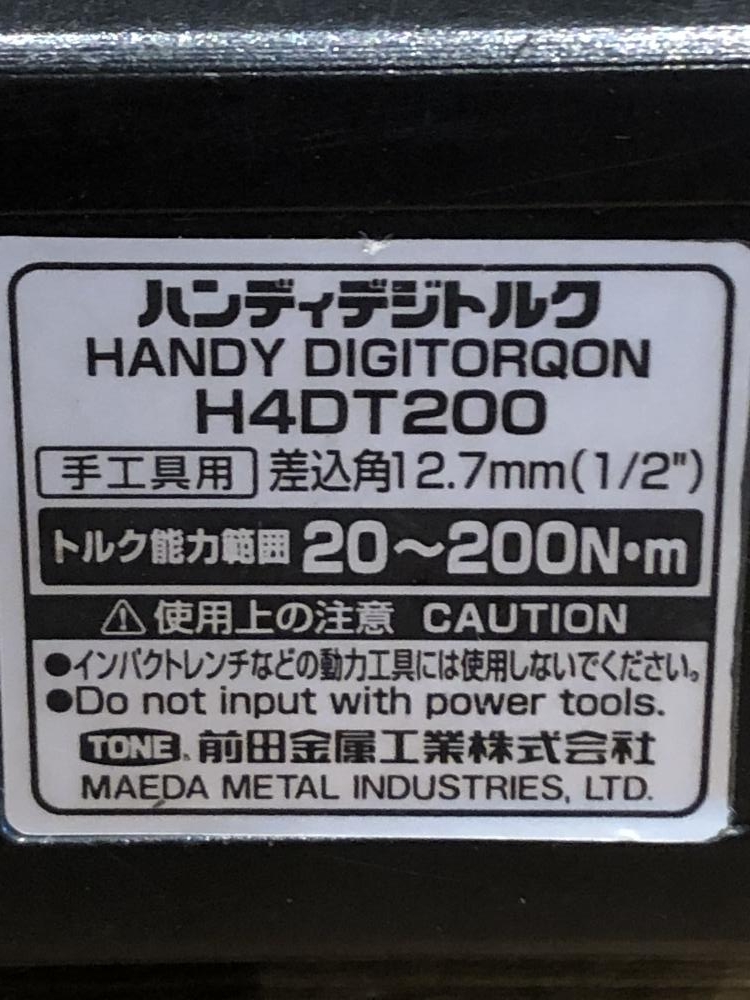 ハンディデジトルク
HANDY DIGITORQON
H4DT200
手工具用 差込角12.7mm(1/2")
トルク能力範囲 20〜200N・m
⚠使用上の注意 CAUTION
●インパクトレンチなどの動力工具には使用しないでください。
●Do not input with power tools.
TONE® 前田金属工業株式会社
MAEDA METAL INDUSTRIES, LTD.